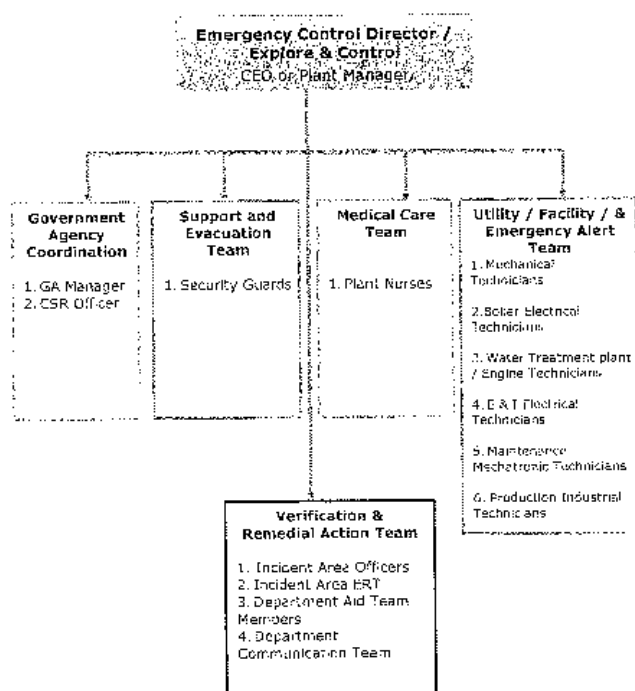 Emergency Control Director /
Explore & Control
CEO or Plant Manager
Government
Agency
Coordination
1. GA Manager
2. CSR Officer
Support and
Evacuation
Team
1. Security Guards
Medical Care
Team
1. Plant Nurses
Utility / Facility / &
Emergency Alert
Team
1. Mechanical
Technicians
2. Boiler Electrical
Technicians
3. Water Treatment plant
/ Engine Technicians
4. E & T Electrical
Technicians
5. Maintenance
Mechatronic Technicians
6. Production Industrial
Technicians
Verification &
Remedial Action Team
1. Incident Area Officers
2. Incident Area ERT
3. Department Aid Team
Members
4. Department
Communication Team